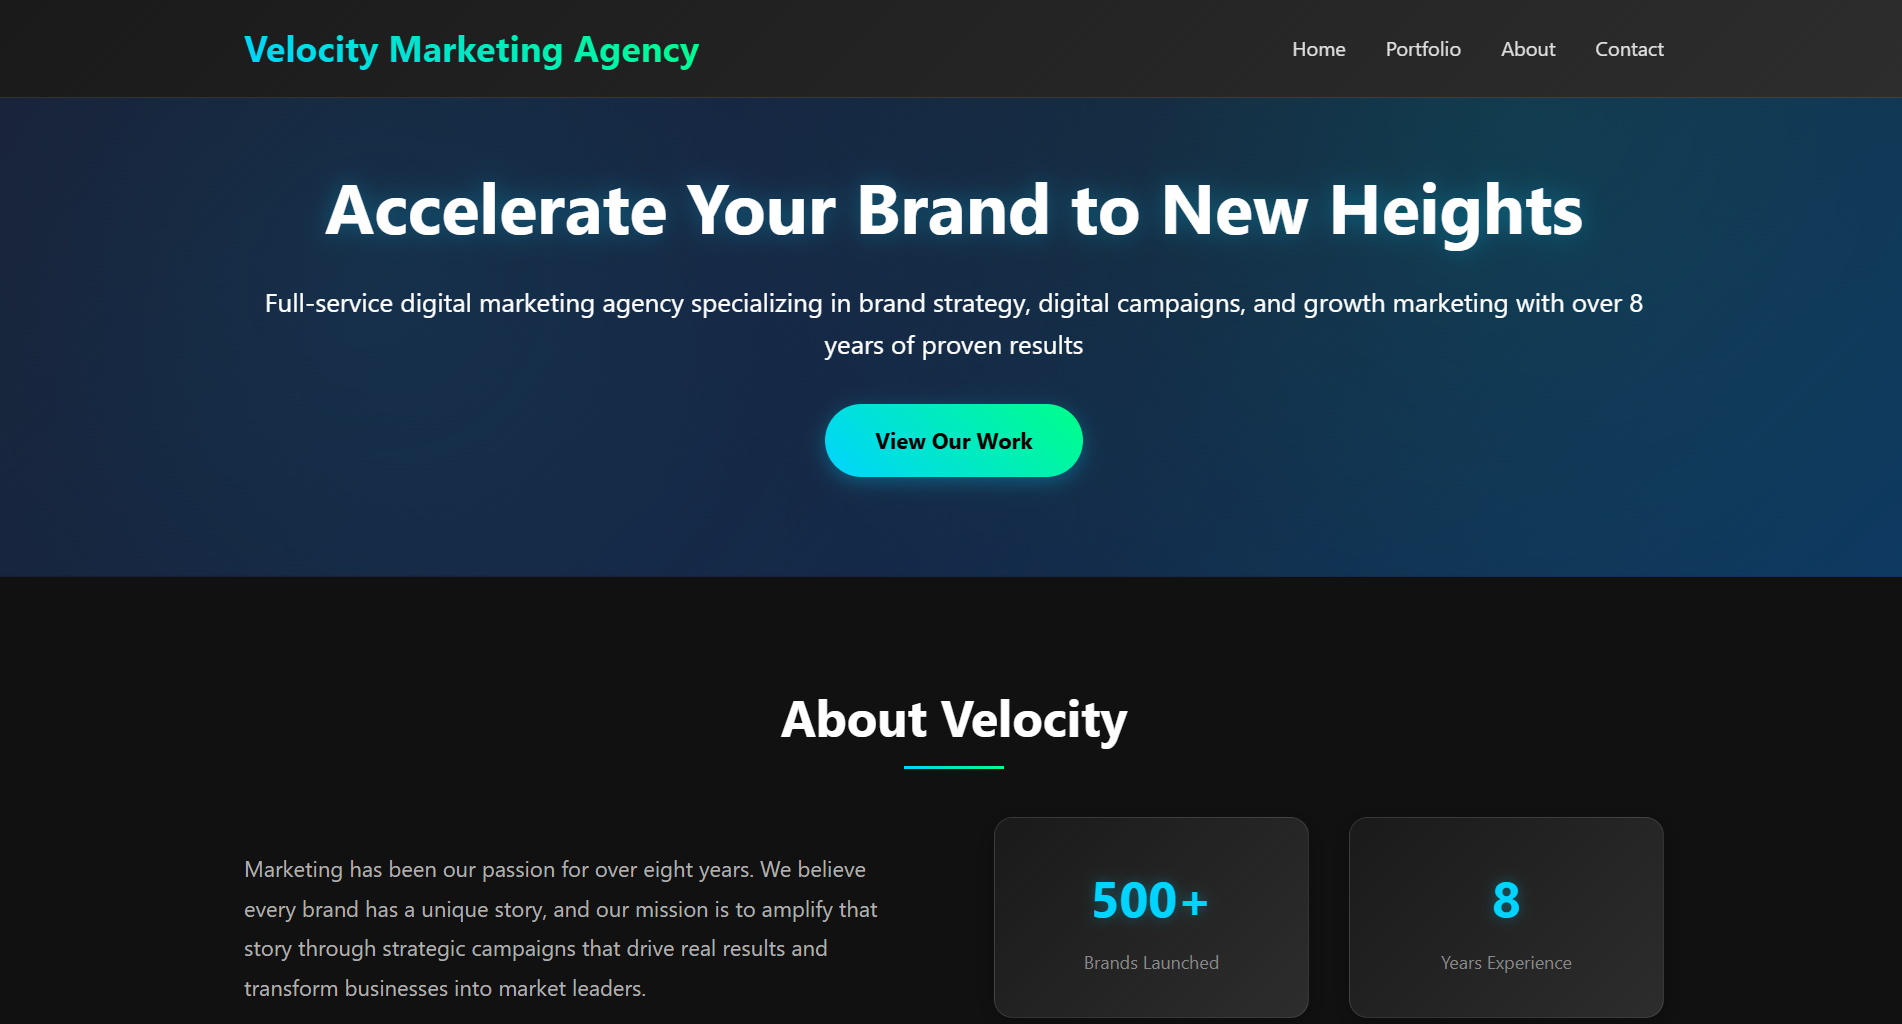 Velocity Marketing Agency
Home Portfolio About Contact
Accelerate Your Brand to New Heights
Full-service digital marketing agency specializing in brand strategy, digital campaigns, and growth marketing with over 8
years of proven results
View Our Work
About Velocity
Marketing has been our passion for over eight years. We believe
every brand has a unique story, and our mission is to amplify that
story through strategic campaigns that drive real results and
transform businesses into market leaders.
500+
Brands Launched
8
Years Experience